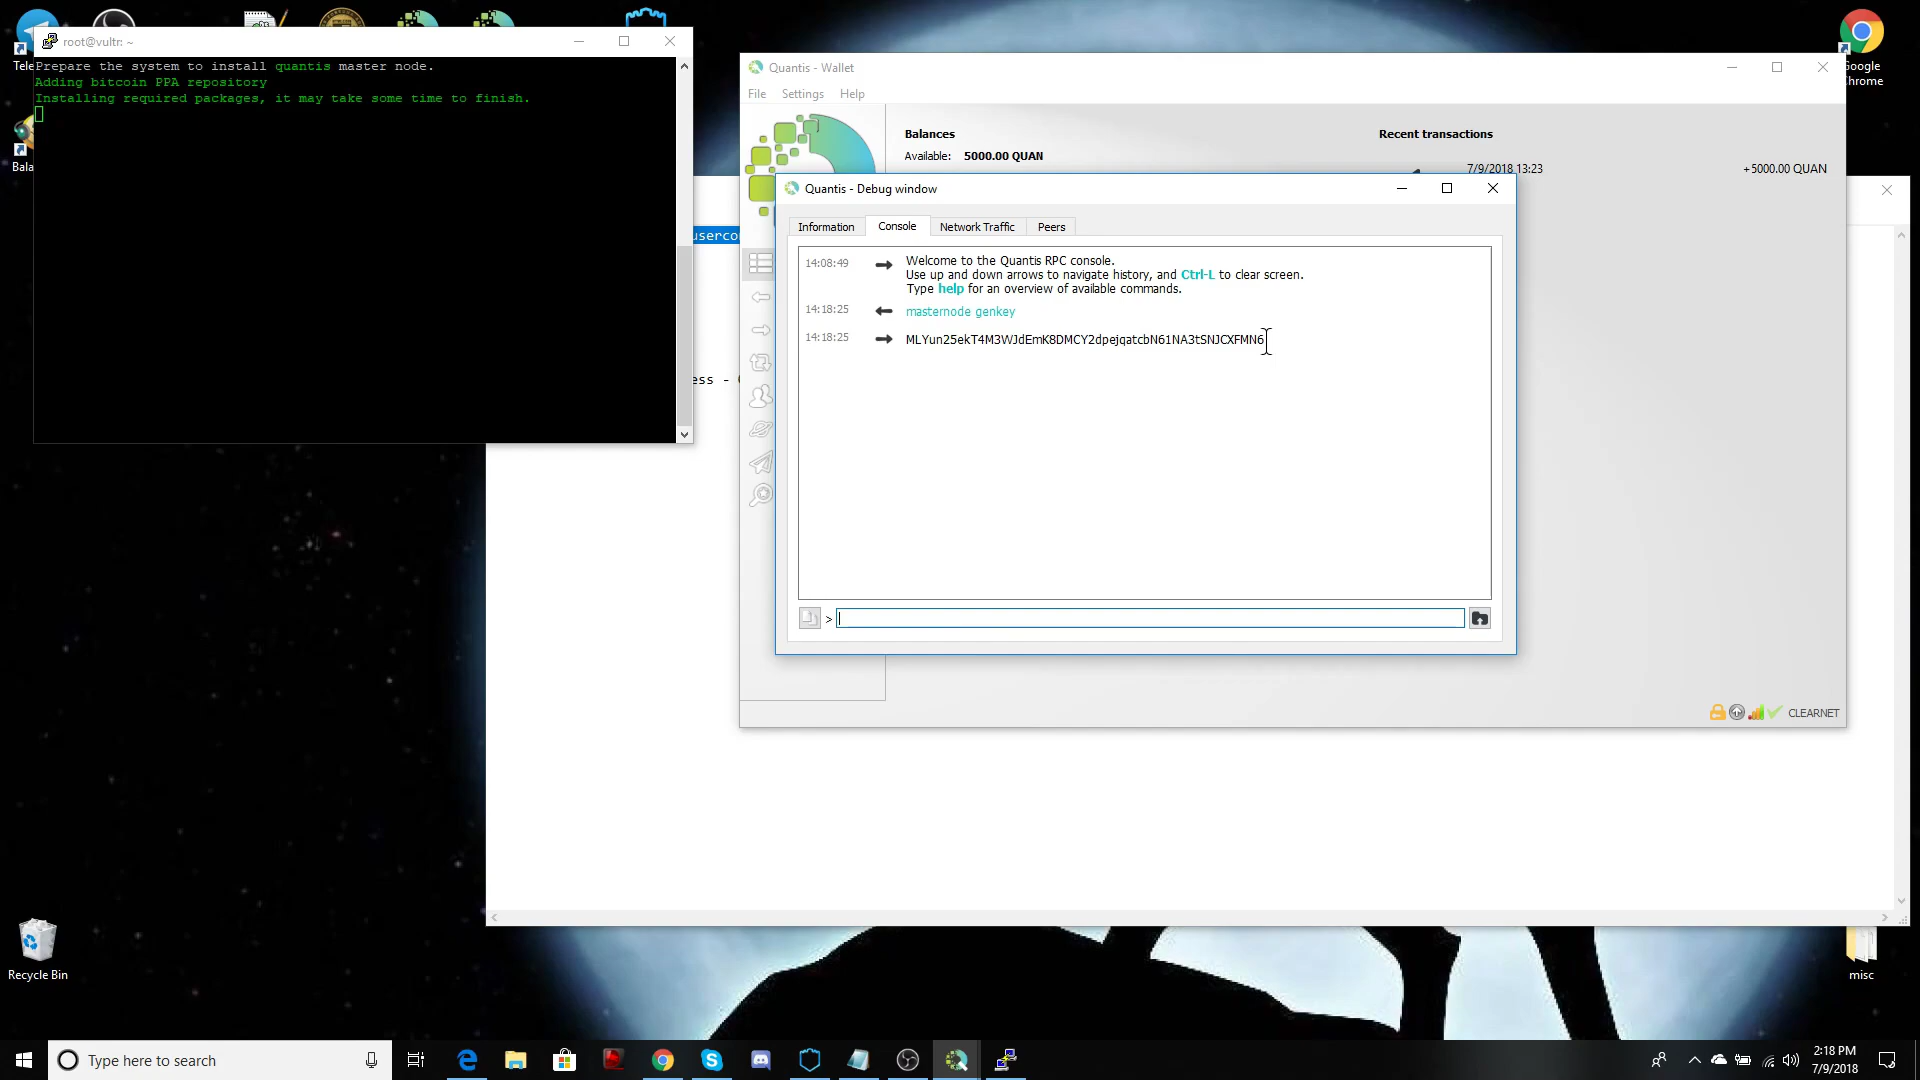 Tele
root@vultr: ~
Prepare the system to install quantis master node.
Adding bitcoin PPA repository
Installing required packages, it may take some time to finish.
Quantis - Wallet
File Settings Help
Balances
Available: 5000.00 QUAN
Recent transactions
7/9/2018 13:23
+5000.00 QUAN
Quantis - Debug window
Information Console Network Traffic Peers
14:08:49
Welcome to the Quantis RPC console.
Use up and down arrows to navigate history, and Ctrl-L to clear screen.
Type help for an overview of available commands.
14:18:25 masternode genkey
14:18:25 MLYun25ekT4M3WJdEmK8DMCY2dpejqatcbN61NA3tSNJCXFMN6
>
CLEARNET
userco
ess -
Bala
Google
Chrome
Recycle Bin
misc
Type here to search
2:18 PM
7/9/2018